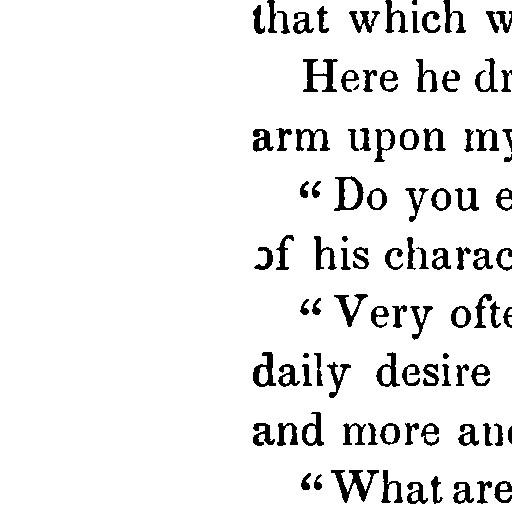 that which w
Here he dr
arm upon my
“ Do you e
of his charac
“ Very ofte
daily desire
and more and
“ What are